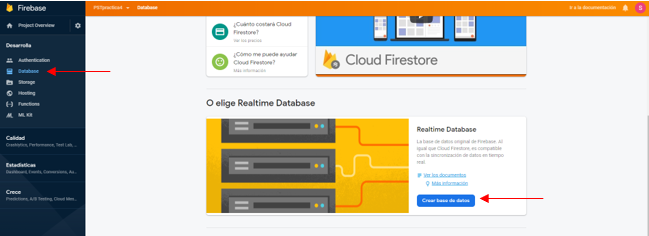 Firebase
Project Overview
Desarrolla
Authentication
Database
Storage
Hosting
Functions
ML Kit
Calidad
Crashlytics, Performance, Test Lab, ...
Estadísticas
Dashboard, Events, Conversions, Au...
Crece
Predictions, A/B Testing, Cloud Mes...
Database
Ir a la documentación
S
¿Cuánto costará Cloud
Firestore?
Ver los precios
¿Cómo me puede ayudar
Cloud Firestore?
Más información
Cloud Firestore
O elige Realtime Database
Realtime Database
La base de datos original de Firebase. Al
igual que Cloud Firestore, es compatible
con la sincronización de datos en tiempo
real
Ver los documentos
Más información
Crear base de datos